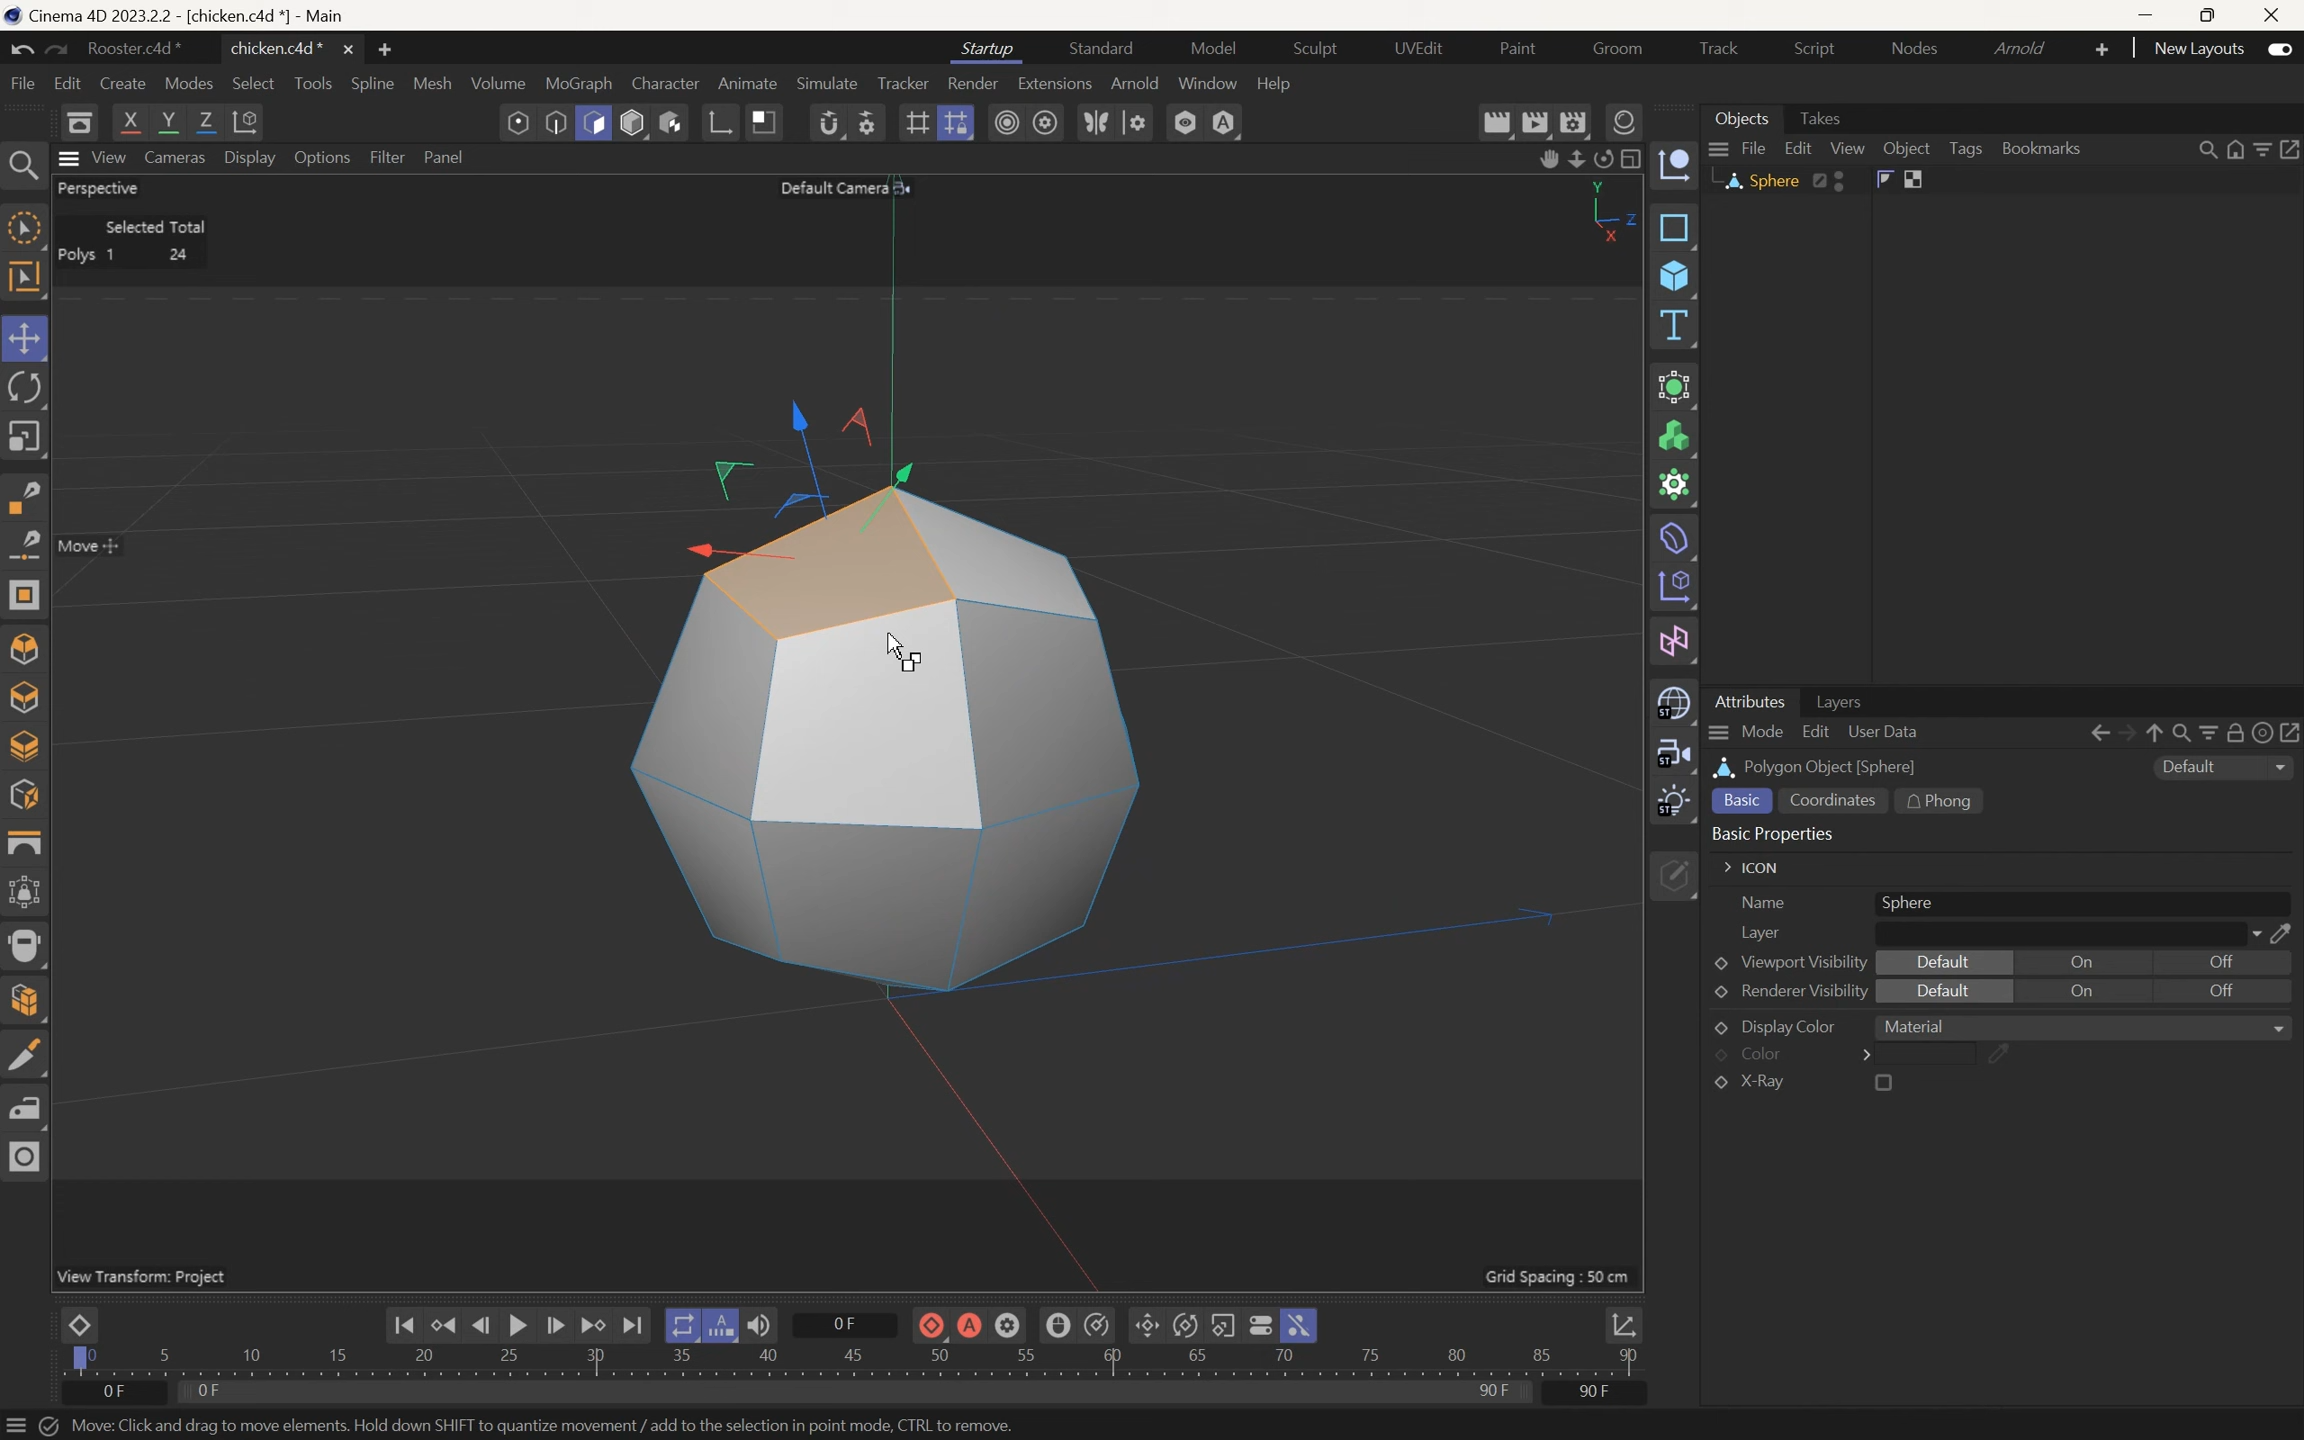 Cinema 4D 2023.2.2 - [chicken.c4d *] - Main
Rooster.c4d * chicken.c4d * Startup Standard Model Sculpt UVEdit Paint Groom Track Script Nodes Arnold New Layouts
File Edit Create Modes Select Tools Spline Mesh Volume MoGraph Character Animate Simulate Tracker Render Extensions Arnold Window Help
X Y Z
Objects Takes
View Cameras Display Options Filter Panel
File Edit View Object Tags Bookmarks
Perspective Default Camera
Sphere
Y
Z
X
Selected Total
Polys 1 24
Move
Attributes Layers
Mode Edit User Data
Polygon Object [Sphere] Default
Basic Coordinates Phong
Basic Properties
ICON
Name Sphere
Layer
Viewport Visibility Default On Off
Renderer Visibility Default On Off
Display Color Material
Color
X-Ray
ST
ST
ST
View Transform: Project Grid Spacing : 50 cm
0 F
0 5 10 15 20 25 30 35 40 45 50 55 60 65 70 75 80 85 90
0 F 0 F 90 F 90 F
Move: Click and drag to move elements. Hold down SHIFT to quantize movement / add to the selection in point mode, CTRL to remove.